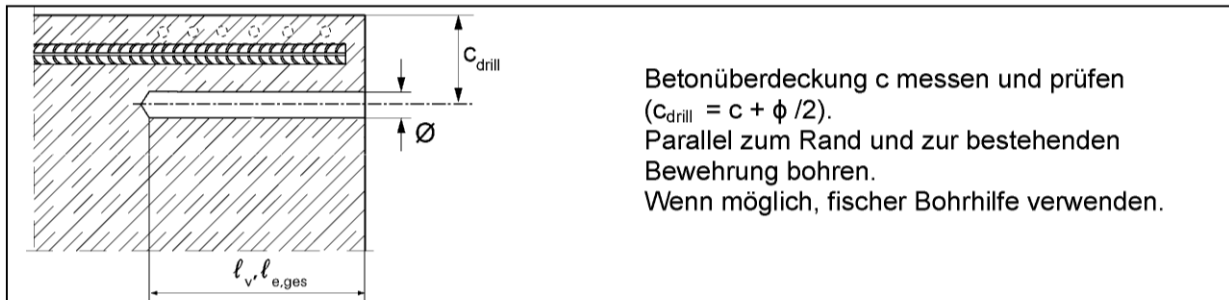 c_drill
Ø
ℓ_v, ℓ_e,ges
Betonüberdeckung c messen und prüfen
(c_drill = c + ϕ /2).
Parallel zum Rand und zur bestehenden
Bewehrung bohren.
Wenn möglich, fischer Bohrhilfe verwenden.